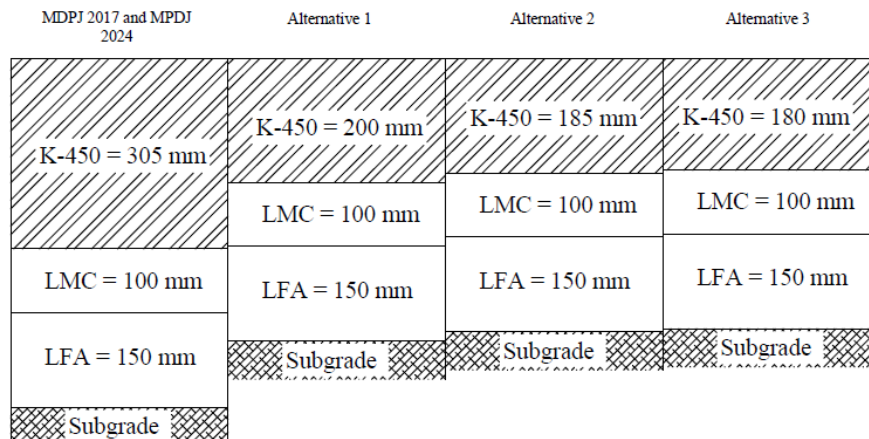 MDPJ 2017 and MPDJ
2024
Alternative 1
Alternative 2
Alternative 3
K-450 = 305 mm
K-450 = 200 mm
K-450 = 185 mm
K-450 = 180 mm
LMC = 100 mm
LMC = 100 mm
LMC = 100 mm
LMC = 100 mm
LFA = 150 mm
LFA = 150 mm
LFA = 150 mm
LFA = 150 mm
Subgrade
Subgrade
Subgrade
Subgrade